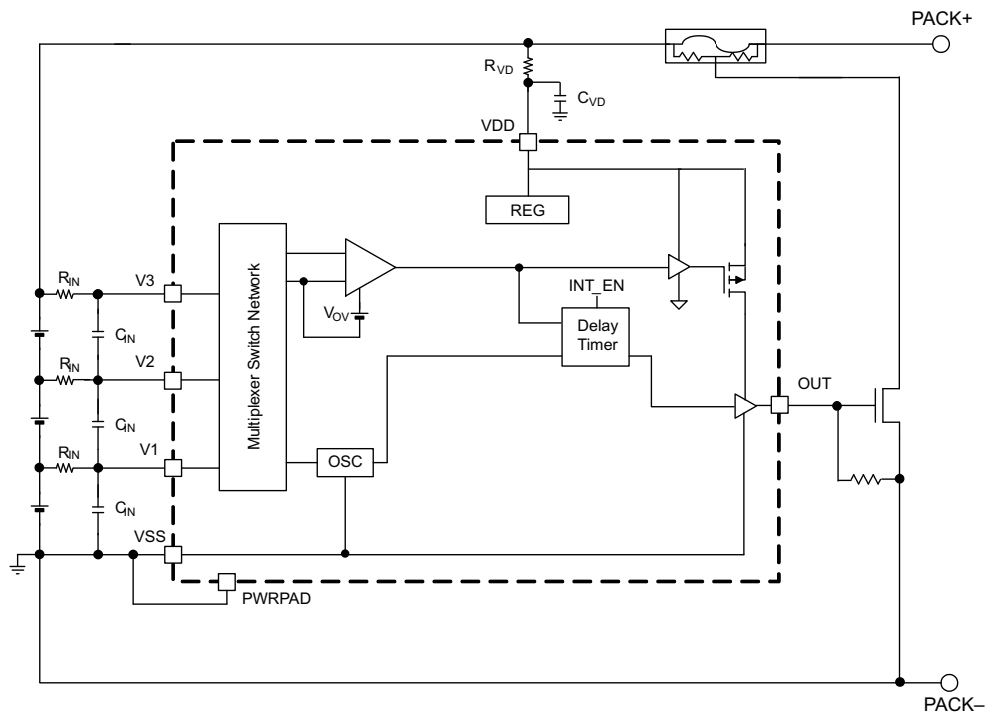 PACK+
RVD
CVD
VDD
REG
RIN
V3
INT_EN
VOV
Delay
Timer
Multiplexer Switch Network
CIN
RIN
V2
OUT
CIN
RIN
V1
OSC
CIN
VSS
PWRPAD
PACK–